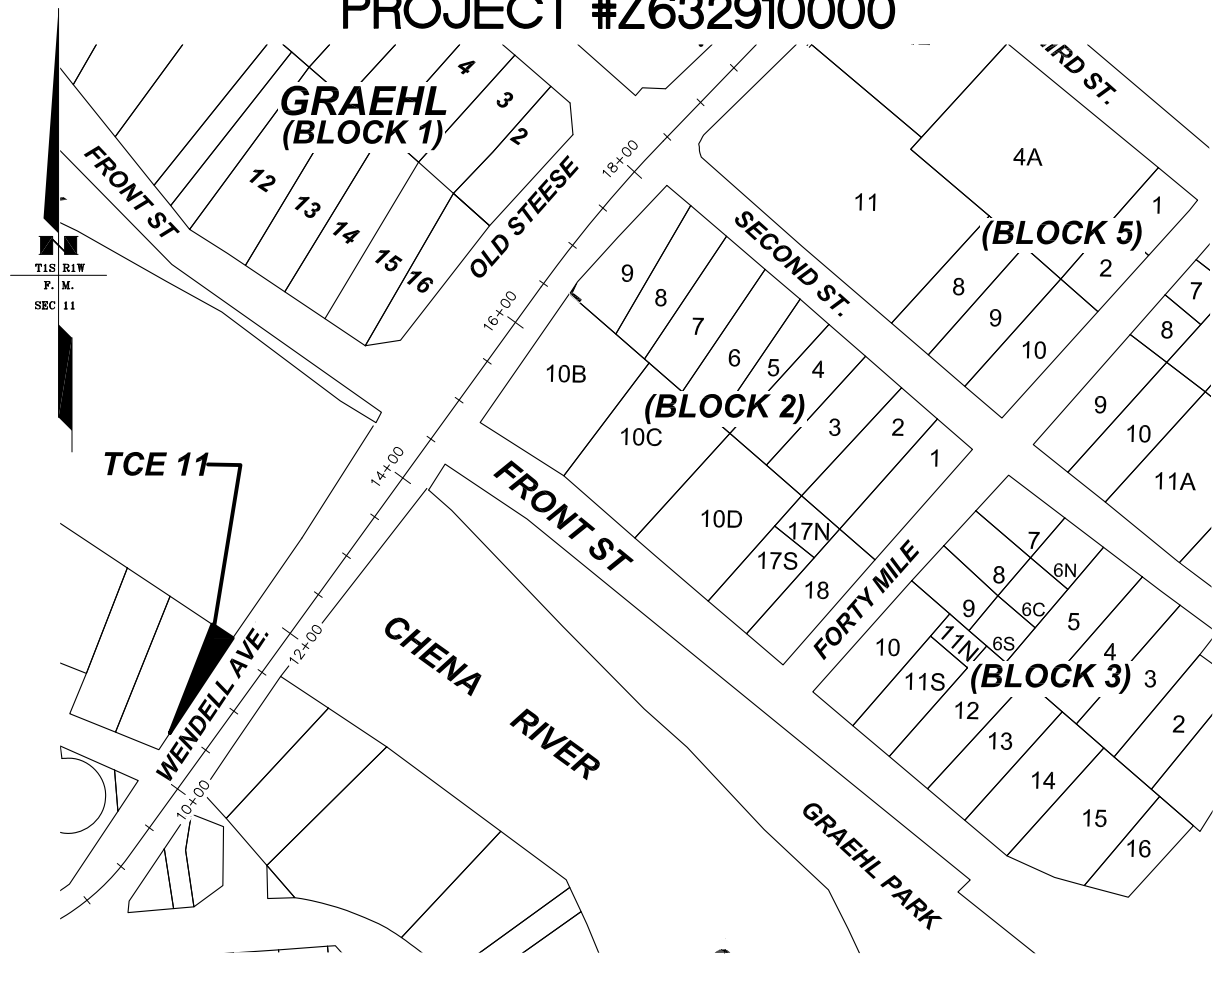 PROJECT #Z632910000
GRAEHL
(BLOCK 1)
4
3
2
12
13
14
15
16
FRONT ST
OLD STEESE
T1S R1W
F. M.
SEC 11
18+00
16+00
14+00
12+00
10+00
THIRD ST.
SECOND ST.
4A
11
1
(BLOCK 5)
2
8
9
10
7
8
9
10
11A
9
8
7
6
5
4
10B
(BLOCK 2)
10C
3
2
1
10D
17N
17S
18
TCE 11
FRONT ST
FORTY MILE
WENDELL AVE.
CHENA
RIVER
7
8
6N
9
6C
5
10
11N
6S
4
(BLOCK 3)
3
11S
12
2
13
14
15
16
GRAEHL PARK